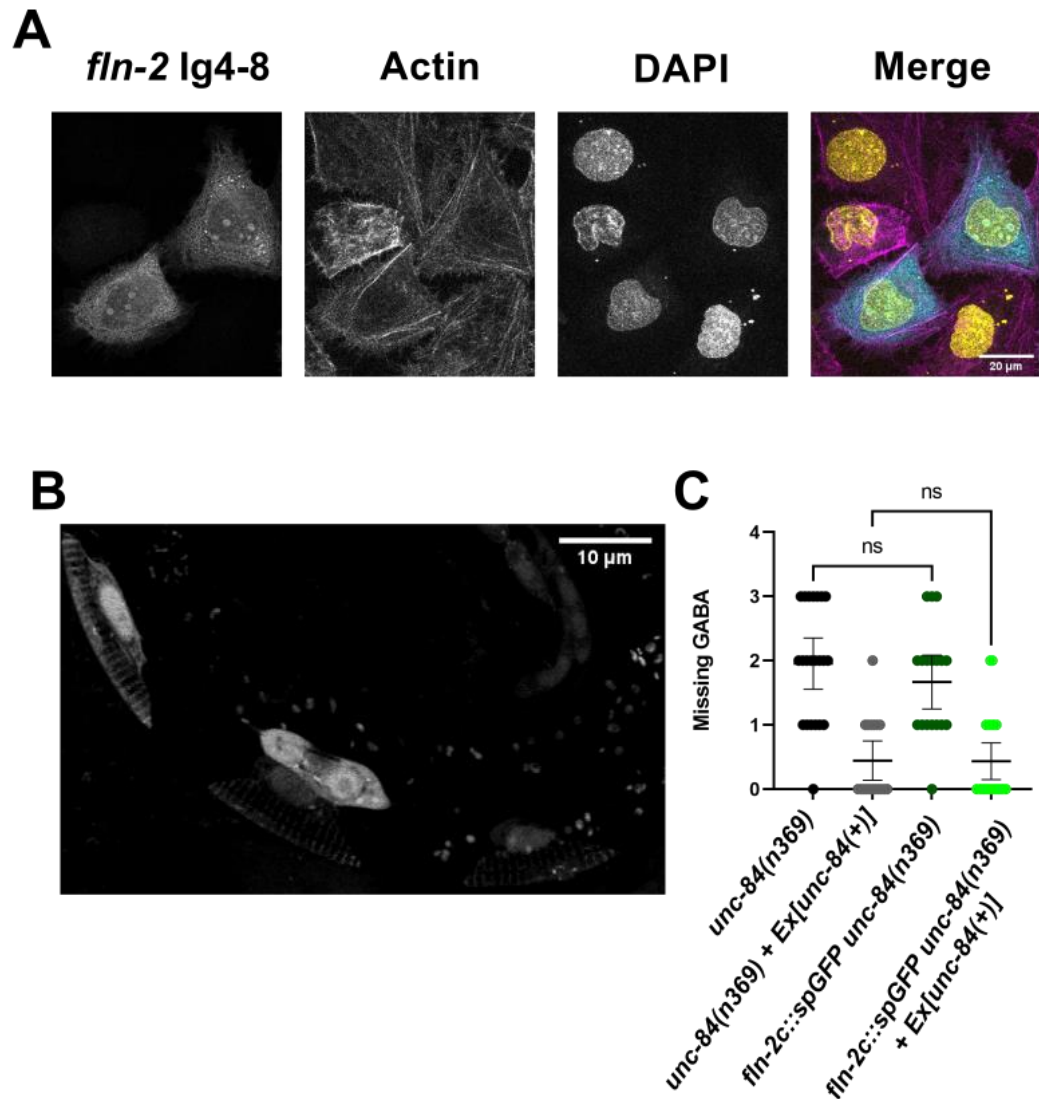 A
fln-2 Ig4-8
Actin
DAPI
Merge
20 µm
B
10 µm
C
ns
ns
4
3
2
1
0
Missing GABA
unc-84(n369)
unc-84(n369) + Ex[unc-84(+)]
fln-2c::spGFP unc-84(n369)
fln-2c::spGFP unc-84(n369)
+ Ex[unc-84(+)]